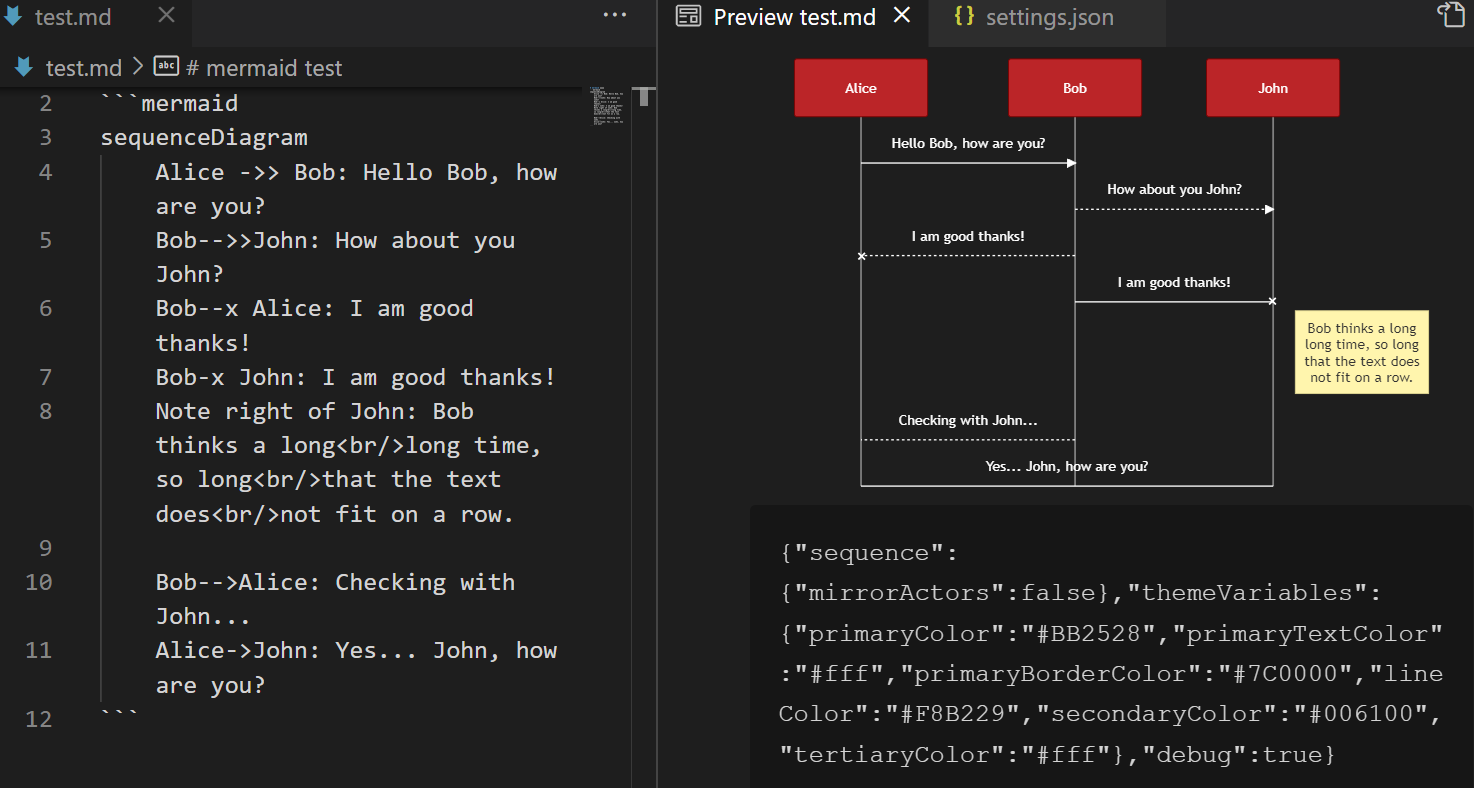 test.md
test.md > # mermaid test
2 ```mermaid
3 sequenceDiagram
4 Alice ->> Bob: Hello Bob, how
are you?
5 Bob-->>John: How about you
John?
6 Bob--x Alice: I am good
thanks!
7 Bob-x John: I am good thanks!
8 Note right of John: Bob
thinks a long<br/>long time,
so long<br/>that the text
does<br/>not fit on a row.
9
10 Bob-->Alice: Checking with
John...
11 Alice->John: Yes... John, how
are you?
12 ```
Preview test.md
{} settings.json
Alice
Bob
John
Hello Bob, how are you?
How about you John?
I am good thanks!
I am good thanks!
Bob thinks a long
long time, so long
that the text does
not fit on a row.
Checking with John...
Yes... John, how are you?
{"sequence":
{"mirrorActors":false},"themeVariables":
{"primaryColor":"#BB2528","primaryTextColor"
:"#fff","primaryBorderColor":"#7C0000","line
Color":"#F8B229","secondaryColor":"#006100",
"tertiaryColor":"#fff"},"debug":true}